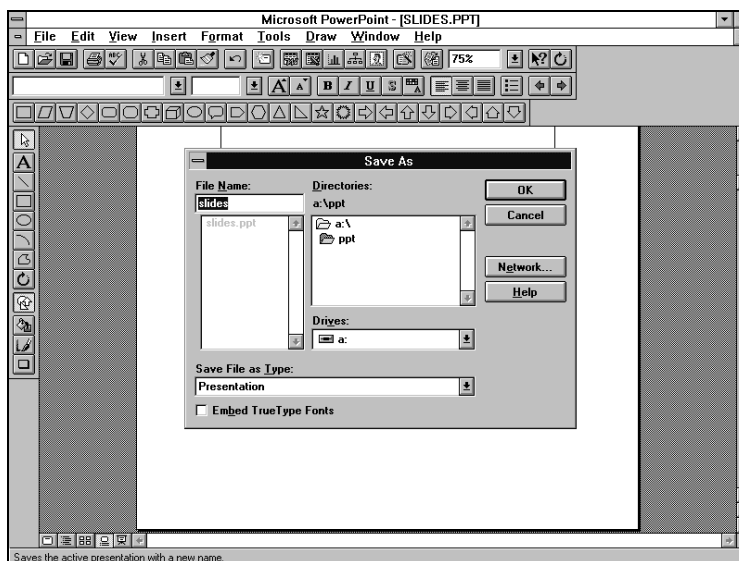 Microsoft PowerPoint - [SLIDES.PPT]
File Edit View Insert Format Tools Draw Window Help
ABC
75%
A A B I U S A
A
Save As
File Name:
slides
slides.ppt
Directories:
a:\ppt
a:\
ppt
OK
Cancel
Network...
Help
Drives:
a:
Save File as Type:
Presentation
Embed TrueType Fonts
Saves the active presentation with a new name.